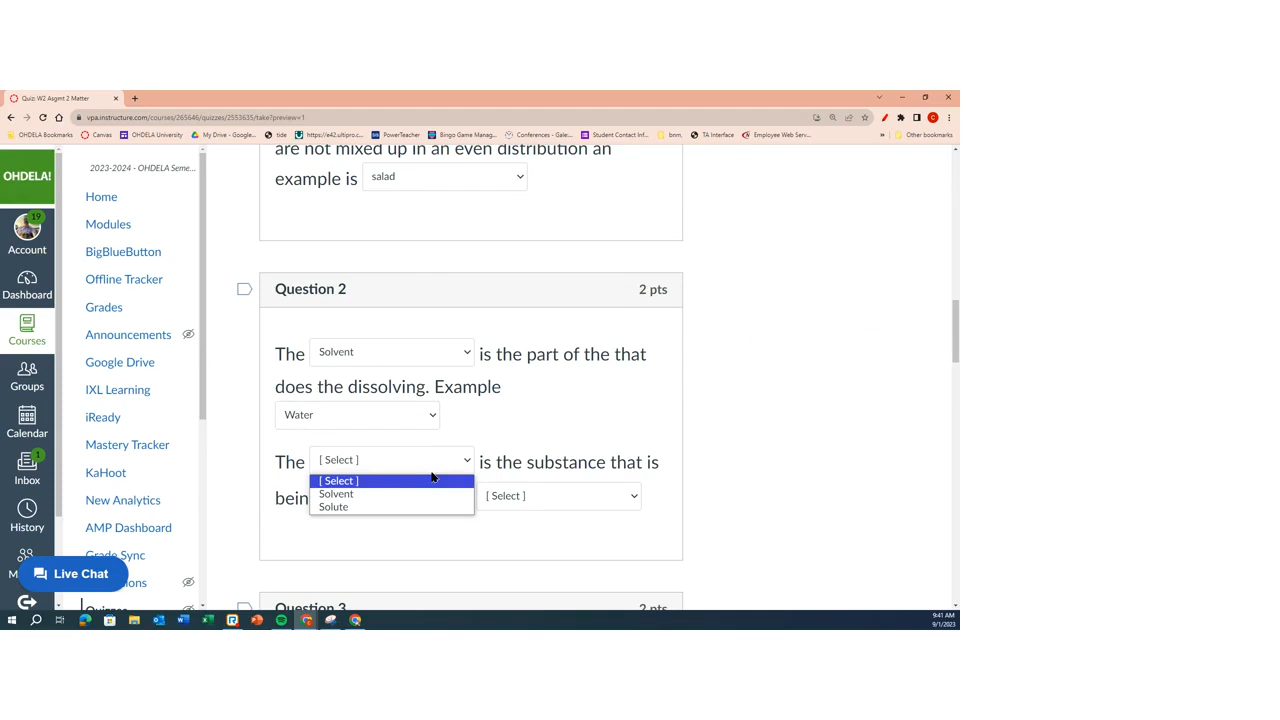 Quiz: W2 Asgmt 2 Matter
vpa.instructure.com/courses/265646/quizzes/2553635/take?preview=1
OHDELA Bookmarks
Canvas
OHDELA University
My Drive - Google...
tide
https://e42.ultipro.c...
PowerTeacher
Bingo Game Manag...
Conferences - Gale...
Student Contact Inf...
bnm,
TA Interface
Employee Web Serv...
»
Other bookmarks
OHDELA!
19
Account
Dashboard
Courses
Groups
Calendar
1
Inbox
History
Live Chat
2023-2024 - OHDELA Seme...
Home
Modules
BigBlueButton
Offline Tracker
Grades
Announcements
Google Drive
IXL Learning
iReady
Mastery Tracker
KaHoot
New Analytics
AMP Dashboard
Grade Sync
Quizzes
are not mixed up in an even distribution an
example is salad
Question 2 2 pts
The Solvent is the part of the that
does the dissolving. Example
Water
The [ Select ] is the substance that is
[ Select ]
Solvent
Solute
bein [ Select ]
Question 3 2 pts
9:41 AM
9/1/2023